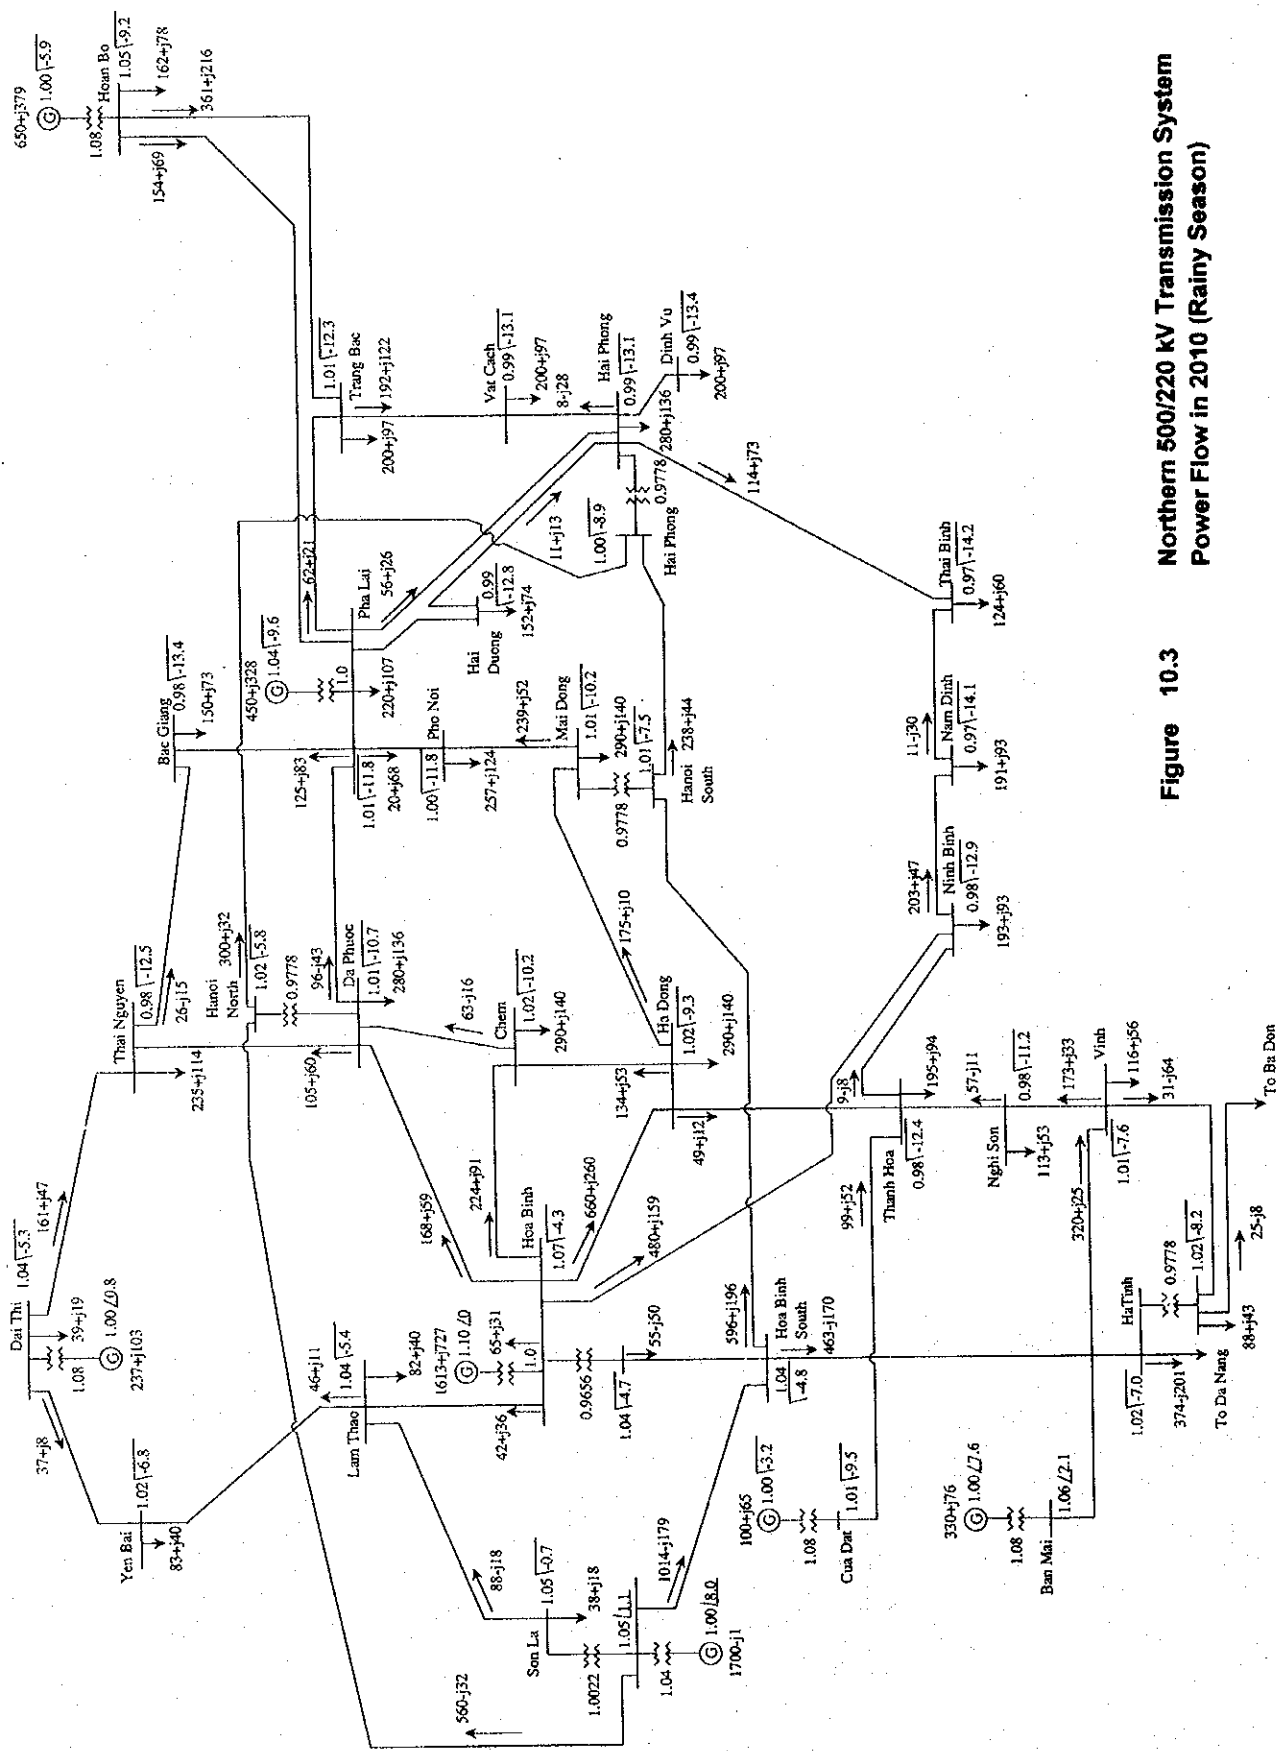 650+j379
G
1.00 -5.9
1.08
Hoan Bo
1.05 -9.2
162+j78
361+j216
154+j69
1.01 -12.3
Trang Bac
192+j122
200+j97
Vat Cach
0.99 -13.1
200+j97
8-j28
Hai Phong
0.99 -13.1
Dinh Vu
0.99 -13.4
200+j97
280+j136
0.9778
114+j73
1.00 -8.9
Hai Phong
11+j13
62+j21
56+j26
Pha Lai
450+j328
G
1.04 -9.6
1.0
220+j107
0.99
-12.8
152+j74
Hai
Duong
Bac Giang
0.98 -13.4
150+j73
125+j83
1.01 -11.8
20+j68
Pho Noi
1.00 -11.8
257+j124
239+j52
Mai Dong
1.01 -10.2
290+j140
0.9778
1.01 -7.5
Hanoi
South
238+j44
Thai Binh
0.97 -14.2
124+j60
11-j30
Nam Dinh
0.97 -14.1
191+j93
203+j47
Ninh Binh
0.98 -12.9
193+j93
Thai Nguyen
0.98 -12.5
26-j15
235+j114
Hanoi
North
300+j32
1.02 -5.8
0.9778
96-j43
Da Phuoc
1.01 -10.7
280+j136
105+j60
63-j16
Chem
1.02 -10.2
290+j140
175+j10
Ha Dong
1.02 -9.3
290+j140
134+j53
49+j12
9-j8
195+j94
Thanh Hoa
0.98 -12.4
99+j52
57-j11
0.98 -11.2
Nghi Son
113+j53
173+j33
Vinh
116+j56
31-j64
1.01 -7.6
320+j25
To Ba Don
Dai Thi
1.04 -5.3
161+j47
39+j19
1.08
G
1.00 0.8
237+j103
37+j8
Yen Bai
1.02 -6.8
83+j40
46+j11
1.04 -5.4
82+j40
Lam Thao
168+j59
224+j91
Hoa Binh
1.07 -4.3
660+j260
480+j159
1613+j727
G
1.10 0
65+j31
1.0
42+j36
0.9656
1.04 -4.7
55-j50
596+j196
Hoa Binh
South
1.04
-4.8
463-j170
Ha Tinh
0.9778
1.02 -8.2
25-j8
88+j43
1.02 -7.0
374-j201
To Da Nang
88-j18
Son La
1.05 -0.7
38+j18
1.0022
1.05 1.1
1.04
G
1.00 8.0
1700-j1
1014-j179
560-j32
100+j65
G
1.00 -3.2
1.08
Cua Dat
1.01 -9.5
330+j76
G
1.00 7.6
1.08
Ban Mai
1.06 2.1
Figure 10.3 Northern 500/220 kV Transmission System
Power Flow in 2010 (Rainy Season)